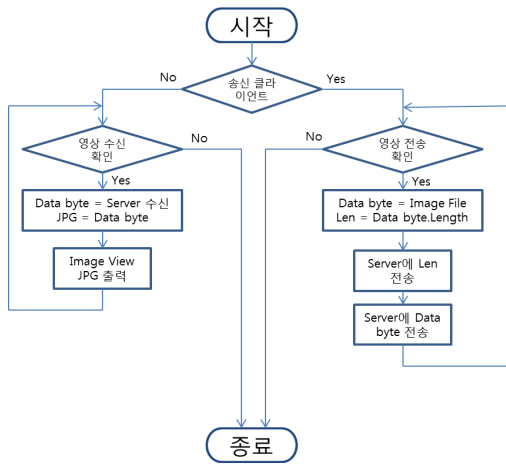 시작
송신 클라
이언트
No
Yes
영상 수신
확인
No
Yes
Data byte = Server 수신
JPG = Data byte
Image View
JPG 출력
No
영상 전송
확인
Yes
Data byte = Image File
Len = Data byte.Length
Server에 Len
전송
Server에 Data
byte 전송
종료